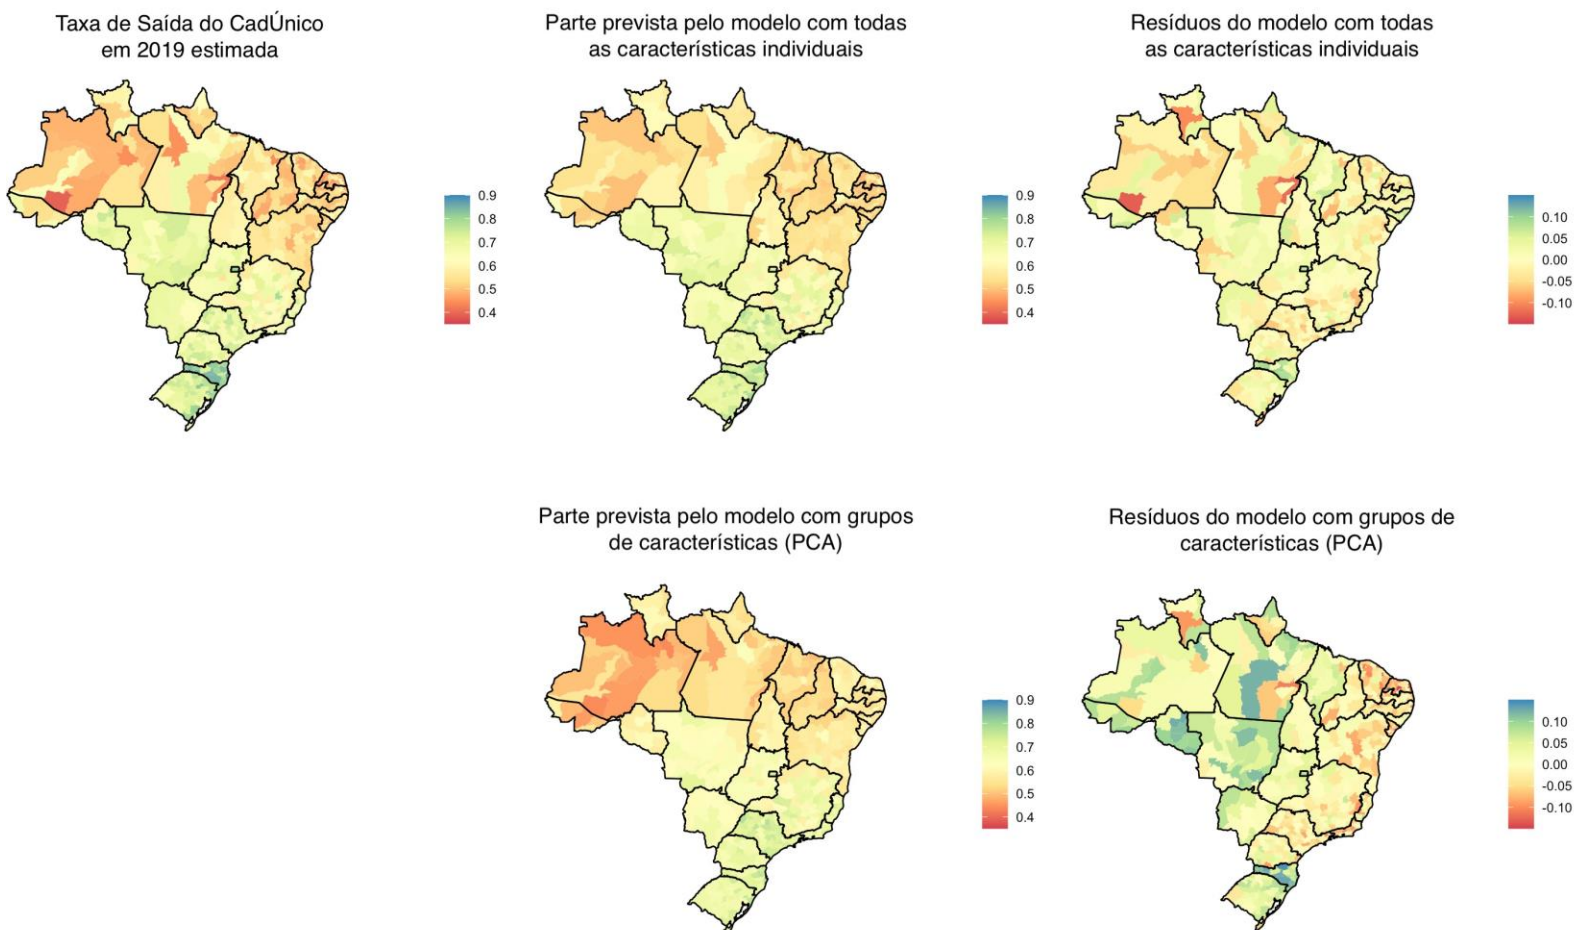 Taxa de Saída do CadÚnico
em 2019 estimada
Parte prevista pelo modelo com todas
as características individuais
Resíduos do modelo com todas
as características individuais
0.9
0.8
0.7
0.6
0.5
0.4
0.9
0.8
0.7
0.6
0.5
0.4
0.10
0.05
0.00
-0.05
-0.10
Parte prevista pelo modelo com grupos
de características (PCA)
Resíduos do modelo com grupos de
características (PCA)
0.9
0.8
0.7
0.6
0.5
0.4
0.10
0.05
0.00
-0.05
-0.10